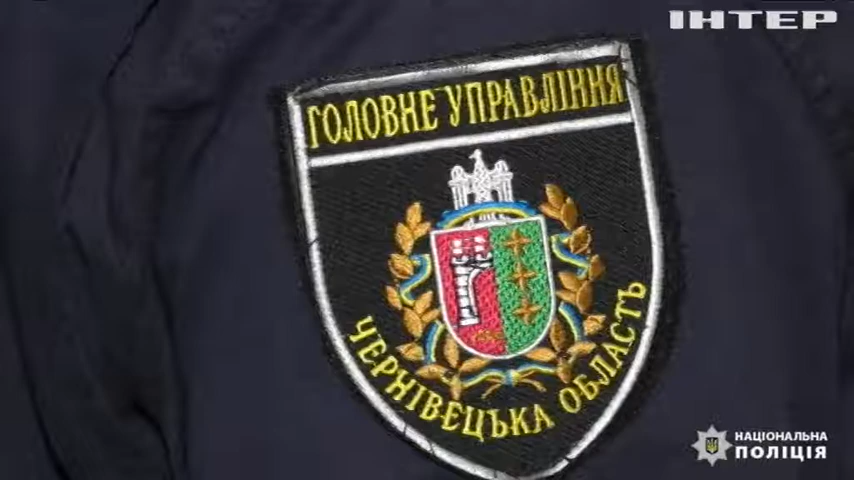 ІНТЕР
ГОЛОВНЕ УПРАВЛІННЯ
ЧЕРНІВЕЦЬКА ОБЛАСТЬ
НАЦІОНАЛЬНА
ПОЛІЦІЯ